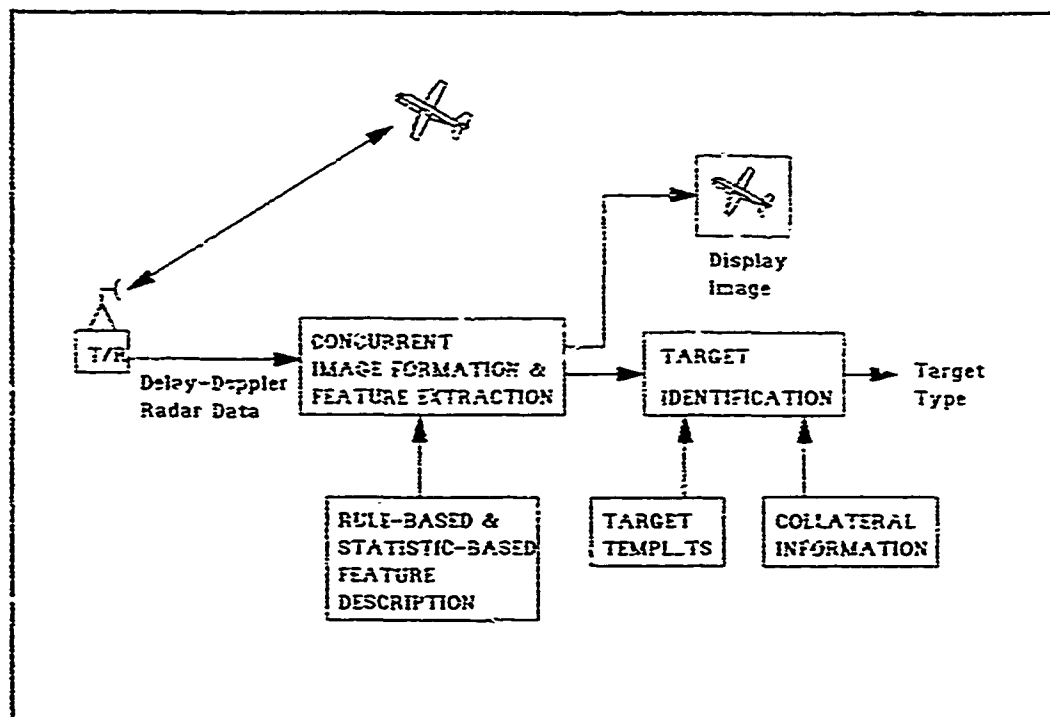 Display
Image
T/R
Delay-Doppler
Radar Data
CONCURRENT
IMAGE FORMATION &
FEATURE EXTRACTION
TARGET
IDENTIFICATION
Target
Type
RULE-BASED &
STATISTIC-BASED
FEATURE
DESCRIPTION
TARGET
TEMPL_TS
COLLATERAL
INFORMATION